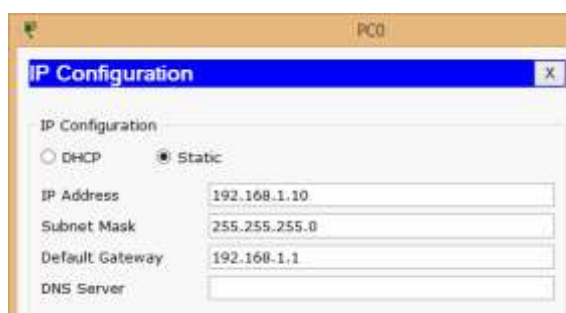 PC0
IP Configuration X
IP Configuration
DHCP Static
IP Address 192.168.1.10
Subnet Mask 255.255.255.0
Default Gateway 192.168.1.1
DNS Server